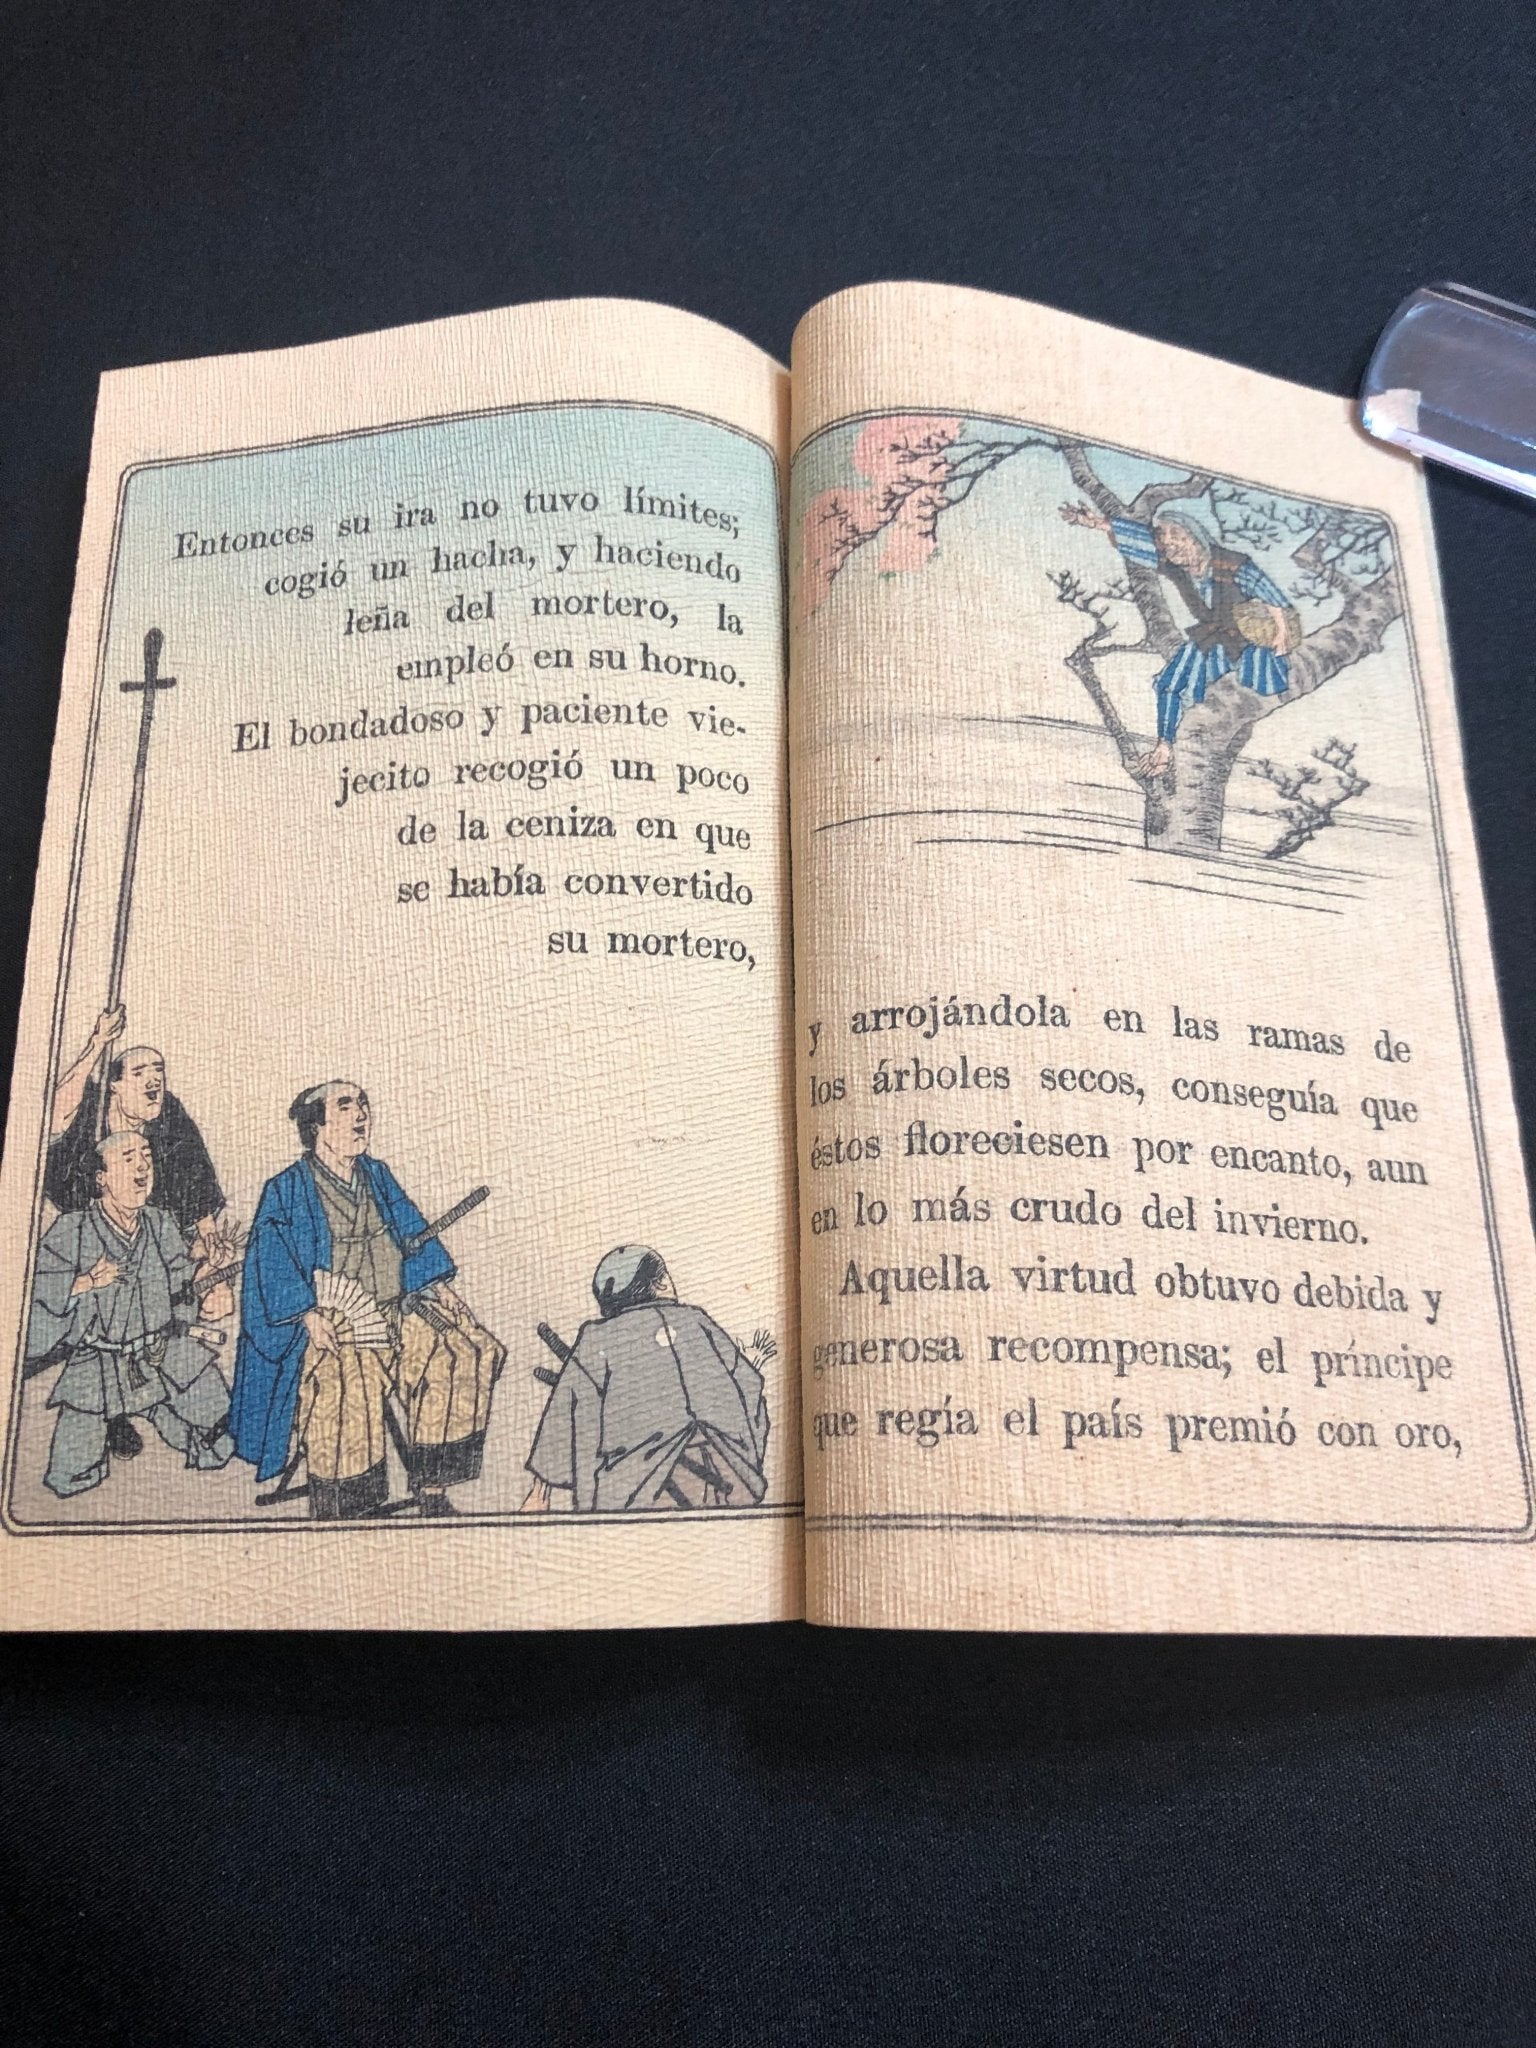 Entonces su ira no tuvo límites;
cogió un hacha, y haciendo
leña del mortero, la
empleó en su horno.
El bondadoso y paciente vie-
jecito recogió un poco
de la ceniza en que
se había convertido
su mortero,
y arrojándola en las ramas de
los árboles secos, conseguía que
éstos floreciesen por encanto, aun
en lo más crudo del invierno.
Aquella virtud obtuvo debida y
generosa recompensa; el príncipe
que regía el país premió con oro,